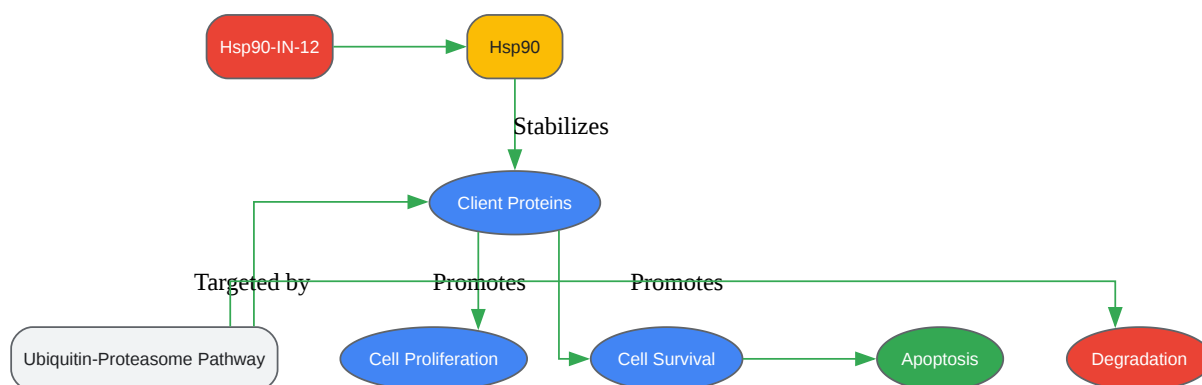 Hsp90-IN-12
Hsp90
Stabilizes
Client Proteins
Targeted by
Promotes
Promotes
Ubiquitin-Proteasome Pathway
Cell Proliferation
Cell Survival
Apoptosis
Degradation